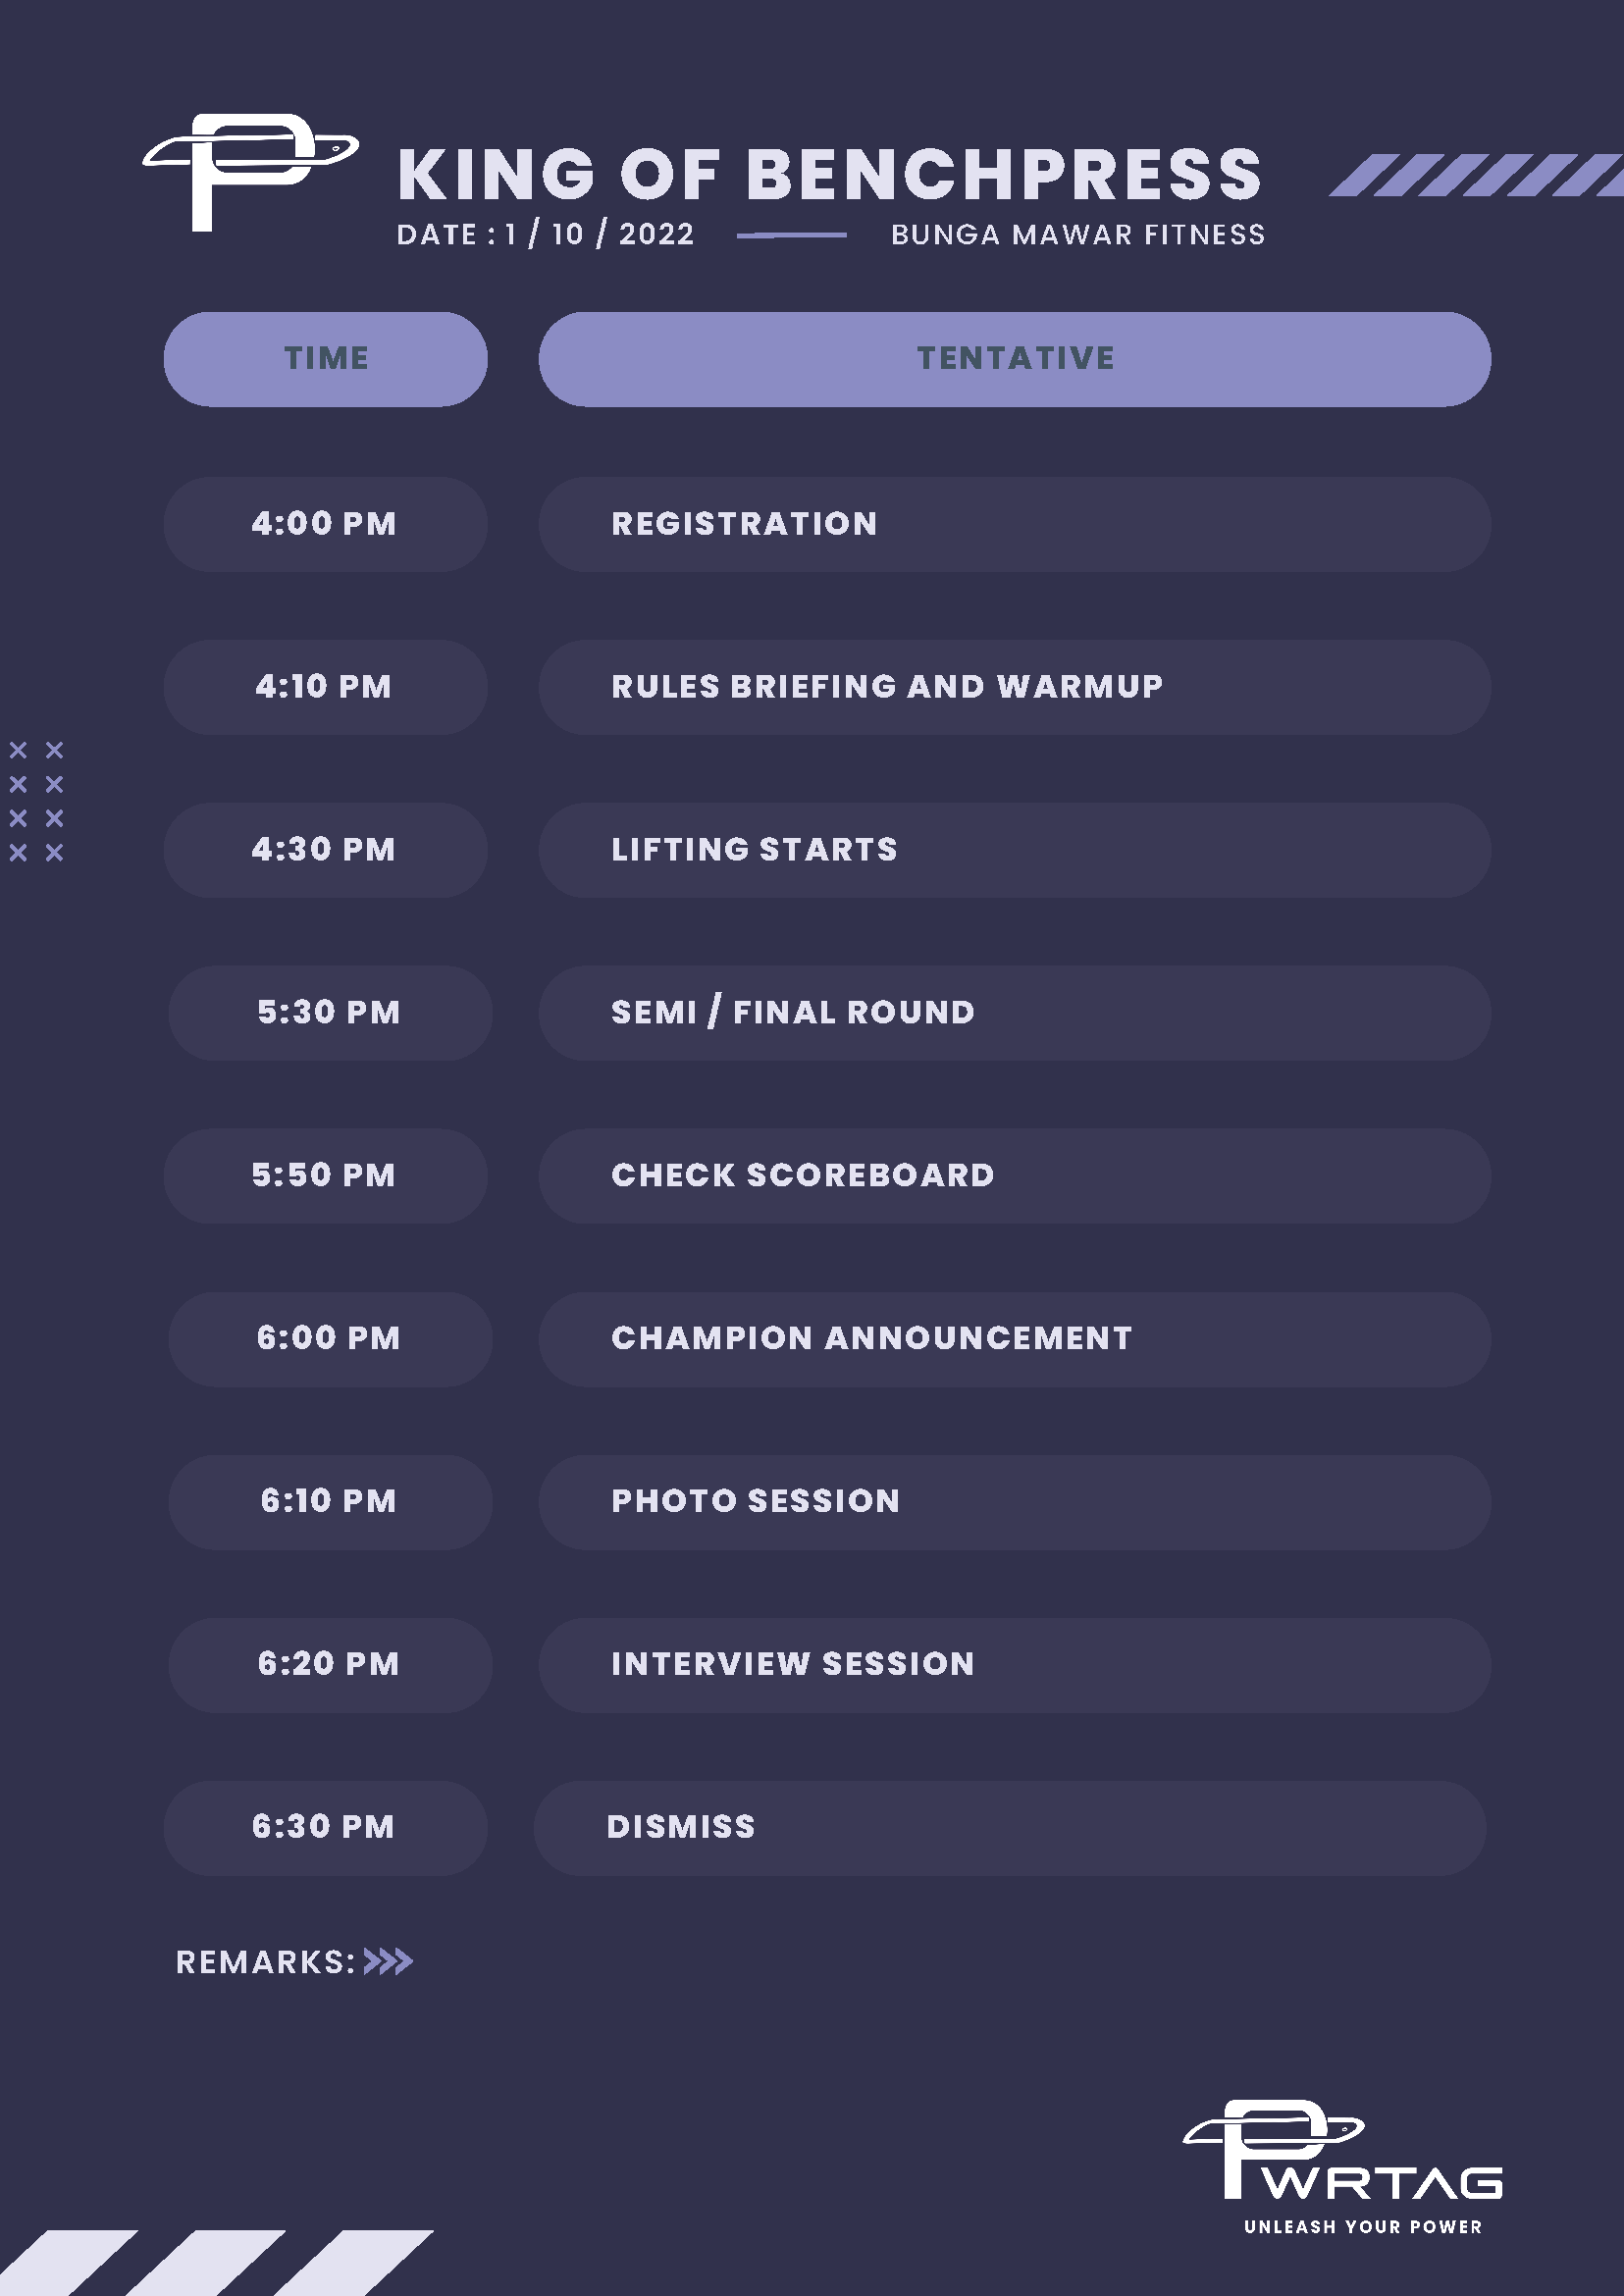 KING OF BENCHPRESS
DATE : 1 / 10 / 2022 BUNGA MAWAR FITNESS
TIME TENTATIVE
4:00 PM REGISTRATION
4:10 PM RULES BRIEFING AND WARMUP
4:30 PM LIFTING STARTS
5:30 PM SEMI / FINAL ROUND
5:50 PM CHECK SCOREBOARD
6:00 PM CHAMPION ANNOUNCEMENT
6:10 PM PHOTO SESSION
6:20 PM INTERVIEW SESSION
6:30 PM DISMISS
REMARKS:
PWRTAG
UNLEASH YOUR POWER